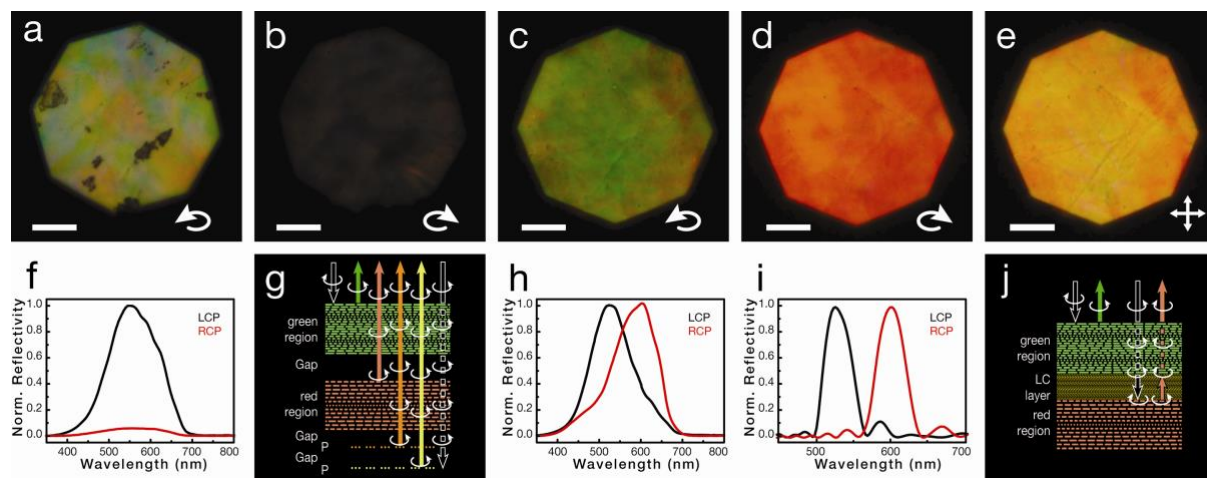 a
b
c
d
e
f
Norm. Reflectivity
1.0
0.8
0.6
0.4
0.2
0.0
LCP
RCP
400 500 600 700 800
Wavelength (nm)
g
green
region
Gap
red
region
Gap
P
Gap
P
h
Norm. Reflectivity
1.0
0.8
0.6
0.4
0.2
0.0
LCP
RCP
400 500 600 700 800
Wavelength (nm)
i
Norm. Reflectivity
1.0
0.8
0.6
0.4
0.2
0.0
LCP
RCP
500 600 700
Wavelength (nm)
j
green
region
LC
layer
red
region